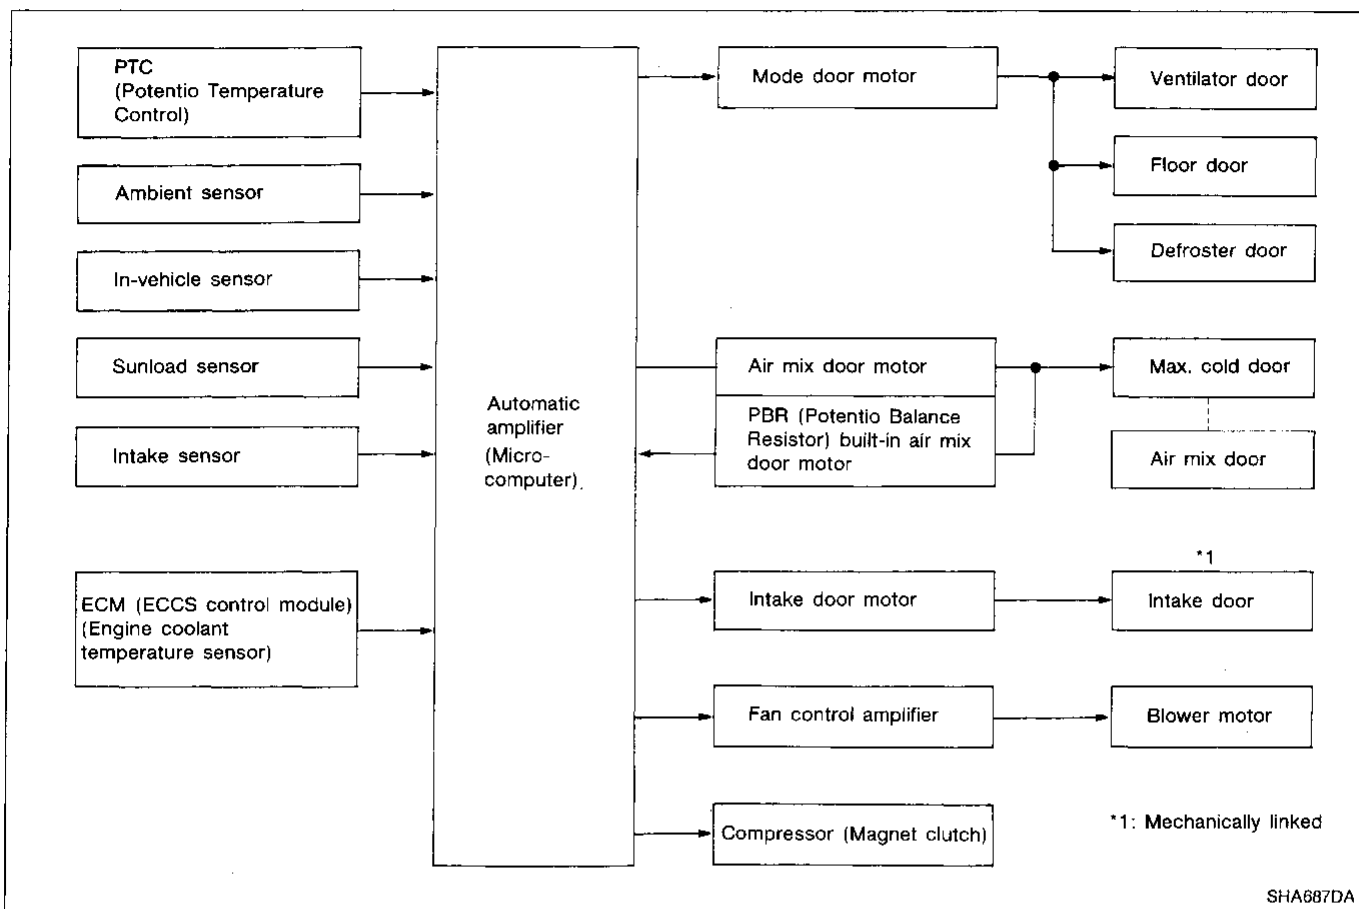 PTC
(Potentio Temperature
Control)
Ambient sensor
In-vehicle sensor
Sunload sensor
Intake sensor
ECM (ECCS control module)
(Engine coolant
temperature sensor)
Automatic
amplifier
(Micro-
computer)
Mode door motor
Air mix door motor
PBR (Potentio Balance
Resistor) built-in air mix
door motor
Intake door motor
Fan control amplifier
Compressor (Magnet clutch)
Ventilator door
Floor door
Defroster door
Max. cold door
Air mix door
*1
Intake door
Blower motor
*1: Mechanically linked
SHA687DA